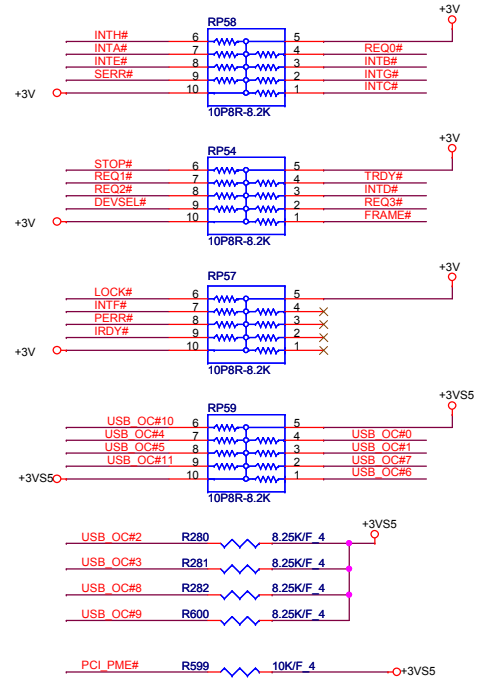 RP58 +3V
INTH# 6 5
INTA# 7 4 REQ0#
INTE# 8 3 INTB#
SERR# 9 2 INTG#
+3V 10 1 INTC#
10P8R-8.2K
RP54 +3V
STOP# 6 5
REQ1# 7 4 TRDY#
REQ2# 8 3 INTD#
DEVSEL# 9 2 REQ3#
+3V 10 1 FRAME#
10P8R-8.2K
RP57 +3V
LOCK# 6 5
INTF# 7 4
PERR# 8 3
IRDY# 9 2
+3V 10 1
10P8R-8.2K
RP59 +3VS5
USB_OC#10 6 5
USB_OC#4 7 4 USB_OC#0
USB_OC#5 8 3 USB_OC#1
USB_OC#11 9 2 USB_OC#7
+3VS5 10 1 USB_OC#6
10P8R-8.2K
+3VS5
USB_OC#2 R280 8.25K/F_4
USB_OC#3 R281 8.25K/F_4
USB_OC#8 R282 8.25K/F_4
USB_OC#9 R600 8.25K/F_4
PCI_PME# R599 10K/F_4 +3VS5